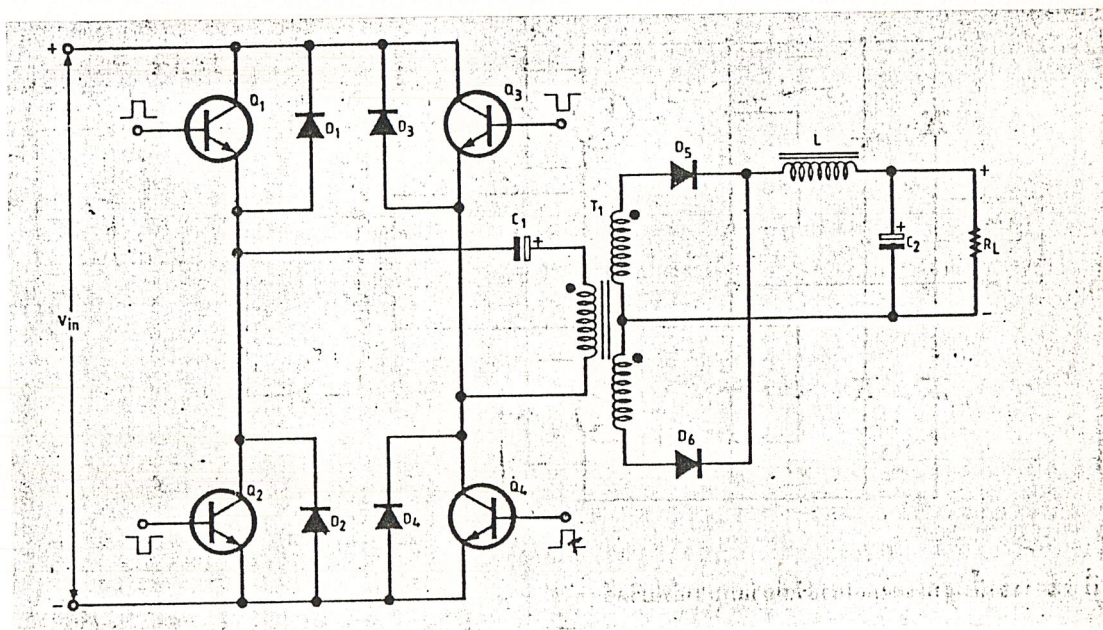 +
Q1
D1
D3
Q3
D5
L
+
T1
C1
+
+
C2
RL
Vin
-
D6
Q2
D2
D4
Q4
-